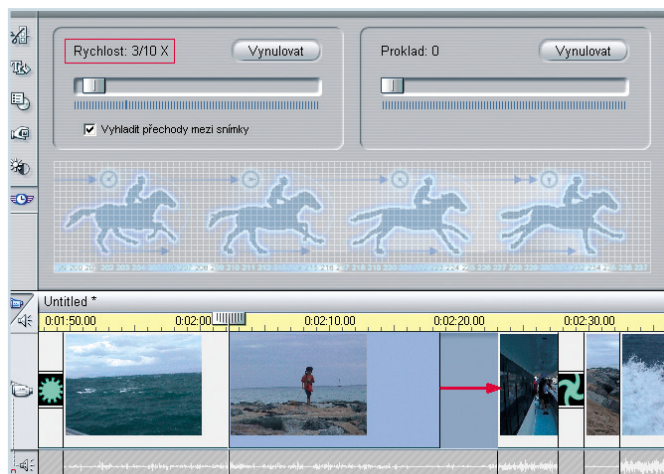 Rychlost: 3/10 X
Vynulovat
Proklad: 0
Vynulovat
Vyhladit přechody mezi snímky
Untitled *
0:01:50.00
0:02:00
0:02:10.00
0:02:20.00
0:02:30.00